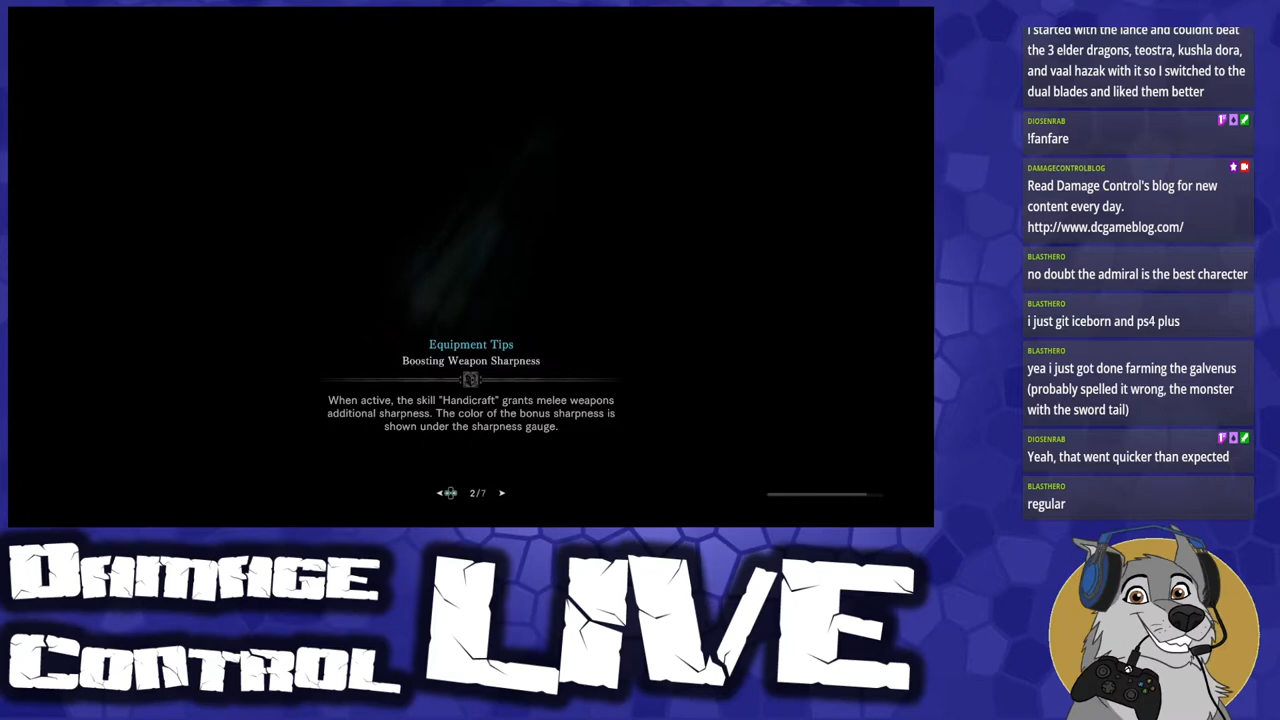 Equipment Tips
Boosting Weapon Sharpness
When active, the skill "Handicraft" grants melee weapons
additional sharpness. The color of the bonus sharpness is
shown under the sharpness gauge.
2/7
i started with the lance and couldnt beat
the 3 elder dragons, teostra, kushla dora,
and vaal hazak with it so I switched to the
dual blades and liked them better
DIOSENRAB
!fanfare
DAMAGECONTROLBLOG
Read Damage Control's blog for new
content every day.
http://www.dcgameblog.com/
BLASTHERO
no doubt the admiral is the best charecter
BLASTHERO
i just git iceborn and ps4 plus
BLASTHERO
yea i just got done farming the galvenus
(probably spelled it wrong, the monster
with the sword tail)
DIOSENRAB
Yeah, that went quicker than expected
BLASTHERO
regular
DAMAGE
CONTROL
LIVE